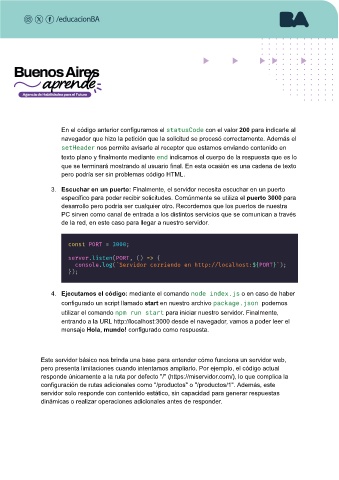 /educacionBA
BA
Buenos Aires
aprende
Agencia de Habilidades para el Futuro
En el código anterior configuramos el statusCode con el valor 200 para indicarle al
navegador que hizo la petición que la solicitud se procesó correctamente. Además el
setHeader nos permite avisarle al receptor que estamos enviando contenido en
texto plano y finalmente mediante end indicamos el cuerpo de la respuesta que es lo
que se terminará mostrando al usuario final. En esta ocasión es una cadena de texto
pero podría ser sin problemas código HTML.
3. Escuchar en un puerto: Finalmente, el servidor necesita escuchar en un puerto
específico para poder recibir solicitudes. Comúnmente se utiliza el puerto 3000 para
desarrollo pero podría ser cualquier otro. Recordemos que los puertos de nuestra
PC sirven como canal de entrada a los distintos servicios que se comunican a través
de la red, en este caso para llegar a nuestro servidor.
const PORT = 3000;
server.listen(PORT, () => {
console.log(`Servidor corriendo en http://localhost:${PORT}`);
});
4. Ejecutamos el código: mediante el comando node index.js o en caso de haber
configurado un script llamado start en nuestro archivo package.json podemos
utilizar el comando npm run start para iniciar nuestro servidor. Finalmente,
entrando a la URL http://localhost:3000 desde el navegador, vamos a poder leer el
mensaje Hola, mundo! configurado como respuesta.
Este servidor básico nos brinda una base para entender cómo funciona un servidor web,
pero presenta limitaciones cuando intentamos ampliarlo. Por ejemplo, el código actual
responde únicamente a la ruta por defecto "/" (https://miservidor.com/), lo que complica la
configuración de rutas adicionales como "/productos" o "/productos/1". Además, este
servidor solo responde con contenido estático, sin capacidad para generar respuestas
dinámicas o realizar operaciones adicionales antes de responder.